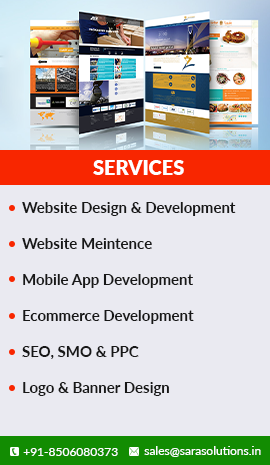 SERVICES
Website Design & Development
Website Meintence
Mobile App Development
Ecommerce Development
SEO, SMO & PPC
Logo & Banner Design
+91-8506080373 sales@sarasolutions.in